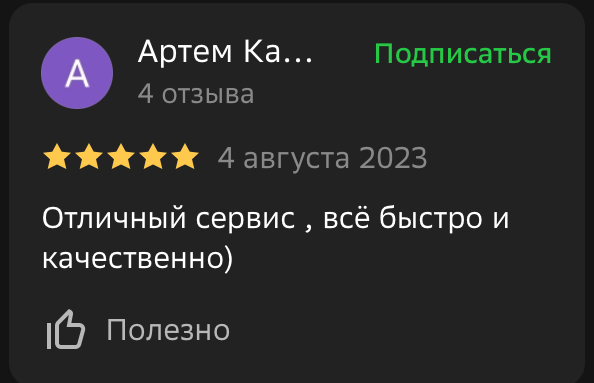 А
Артем Ка...
Подписаться
4 отзыва
4 августа 2023
Отличный сервис , всё быстро и
качественно)
Полезно